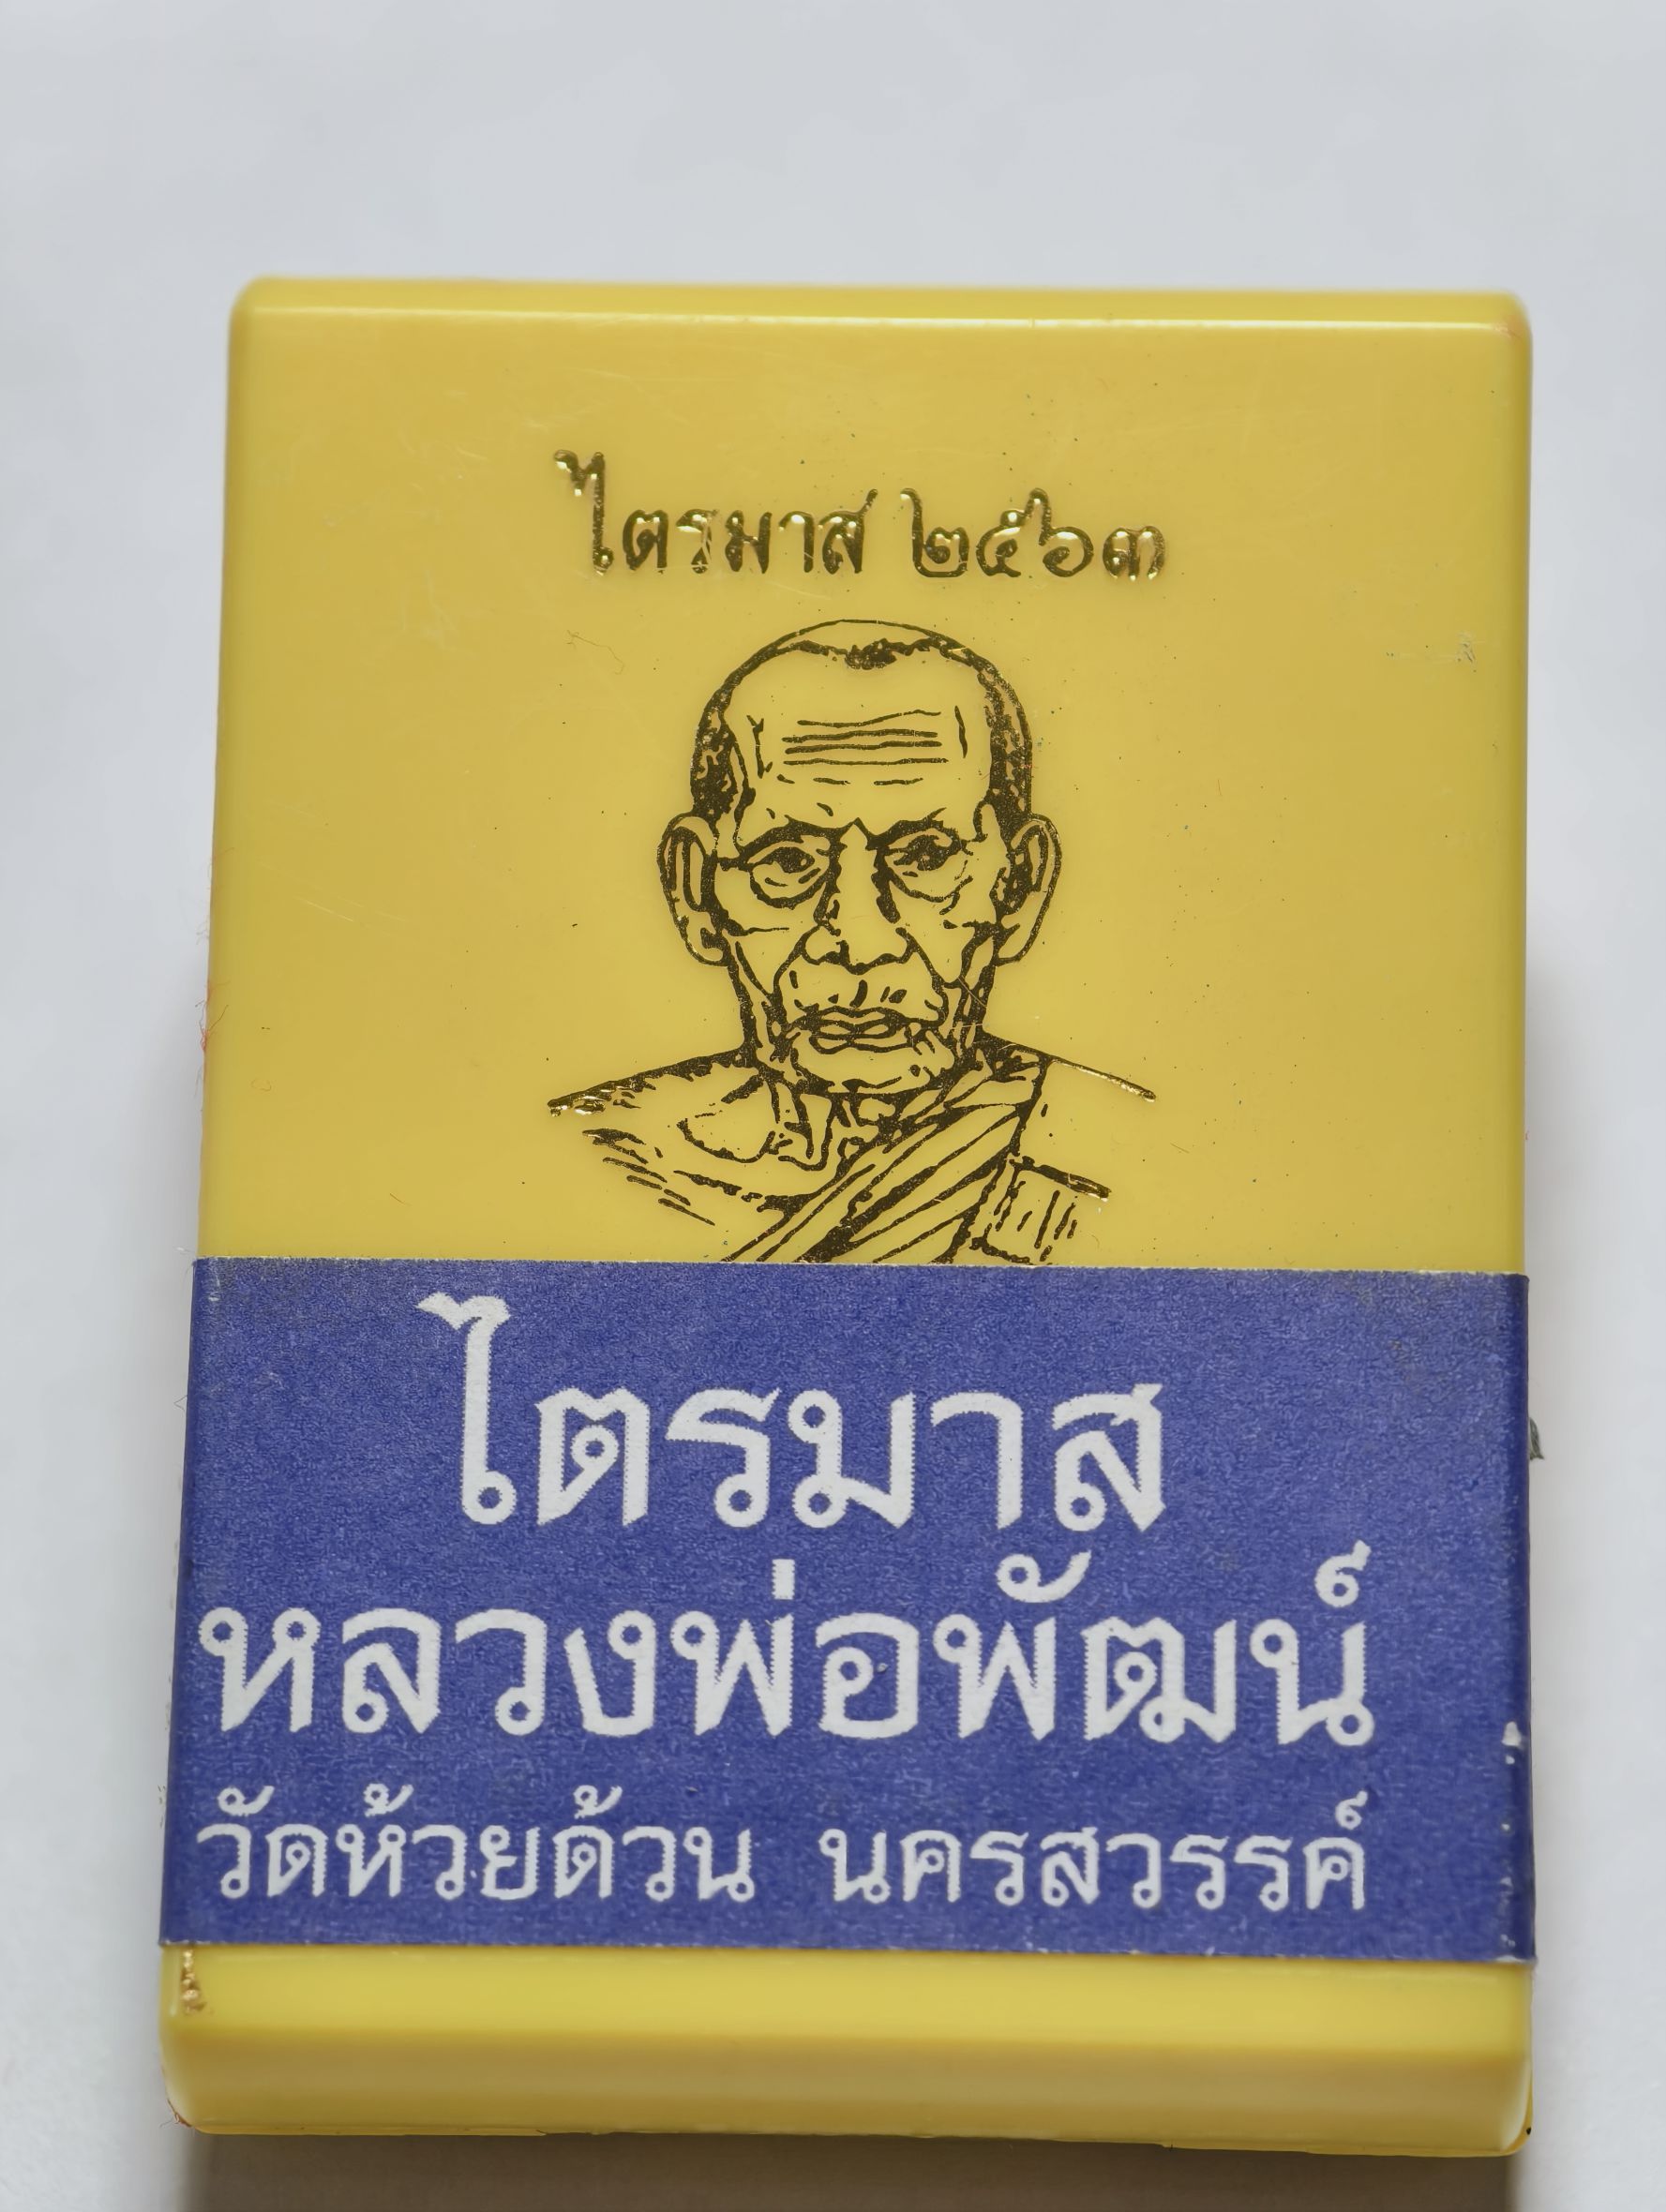 ไตรมาส ๒๕๖๓
ไตรมาส
หลวงพ่อพัฒน์
วัดห้วยด้วน นครสวรรค์